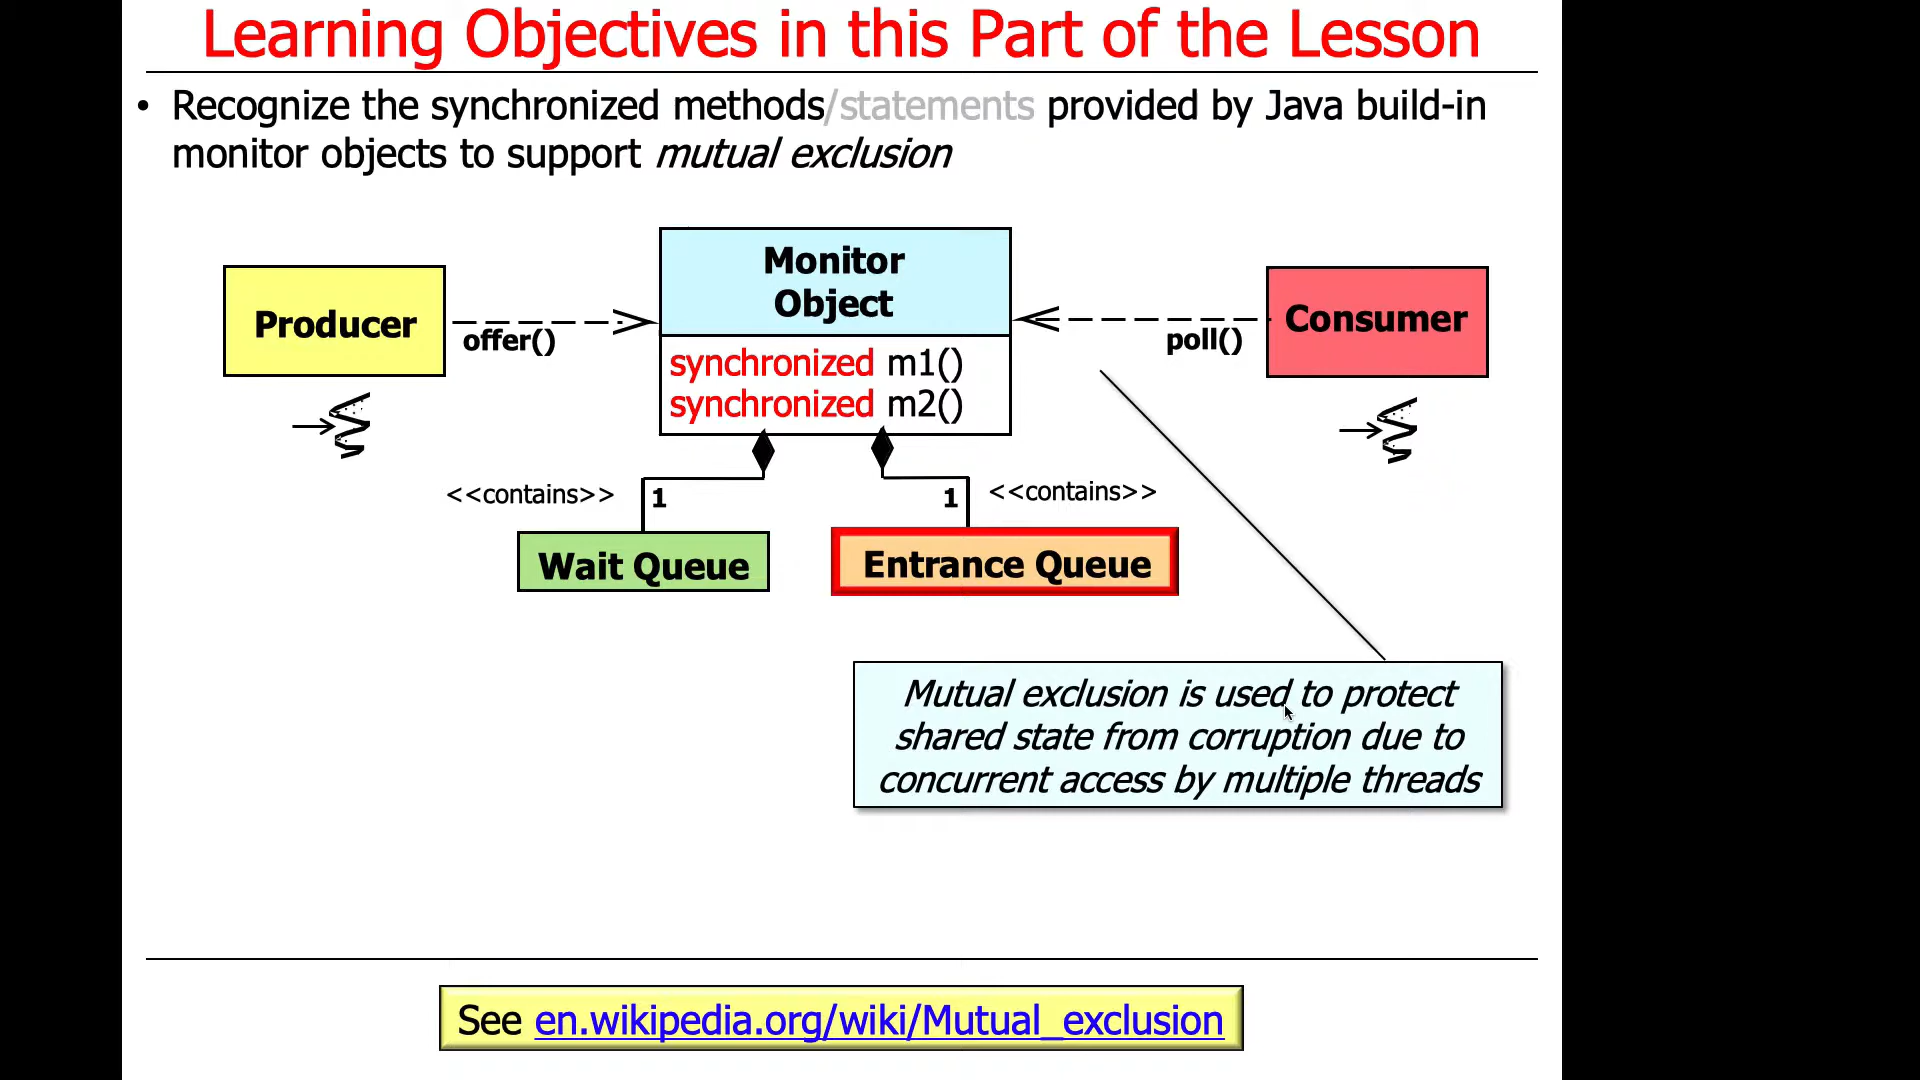 Learning Objectives in this Part of the Lesson
• Recognize the synchronized methods/statements provided by Java build-in
monitor objects to support mutual exclusion
Monitor
Object
Producer
offer()
Consumer
poll()
synchronized m1()
synchronized m2()
<<contains>>
1
1
<<contains>>
Wait Queue
Entrance Queue
Mutual exclusion is used to protect
shared state from corruption due to
concurrent access by multiple threads
See en.wikipedia.org/wiki/Mutual_exclusion